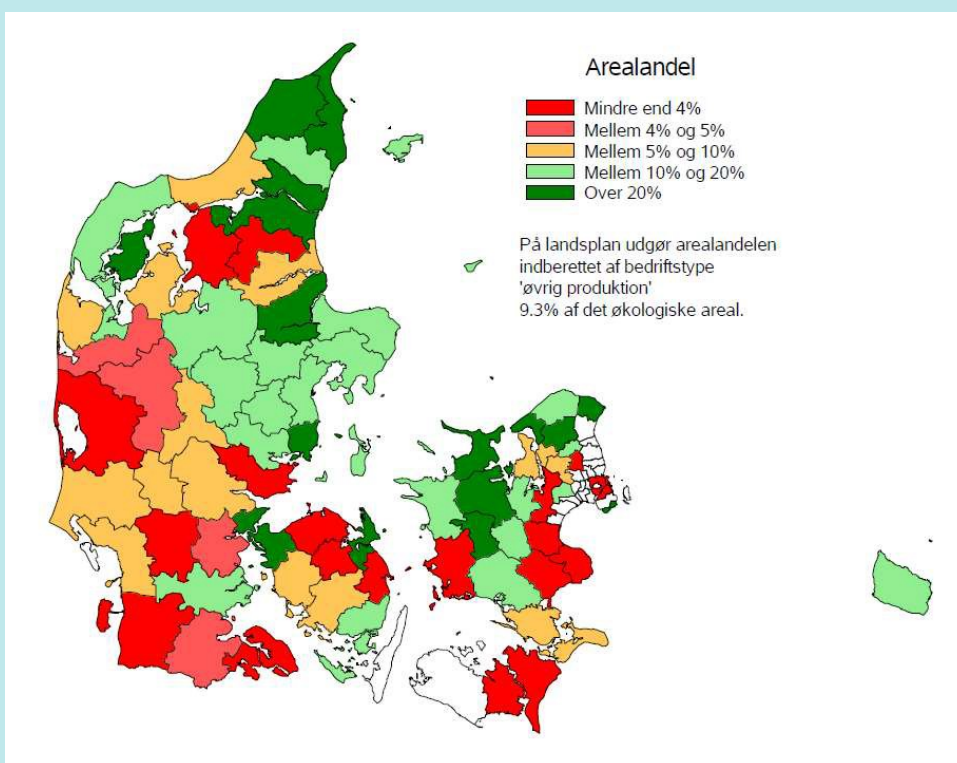 Arealandel
Mindre end 4%
Mellem 4% og 5%
Mellem 5% og 10%
Mellem 10% og 20%
Over 20%
På landsplan udgør arealandelen
indberettet af bedriftstype
'øvrig produktion'
9.3% af det økologiske areal.